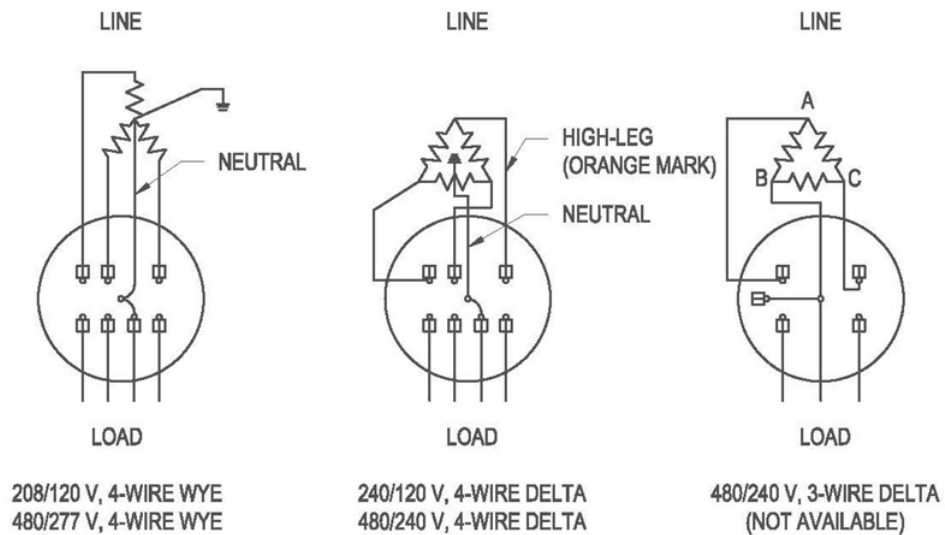 LINE
LINE
LINE
NEUTRAL
HIGH-LEG
(ORANGE MARK)
NEUTRAL
A
B
C
LOAD
LOAD
LOAD
208/120 V, 4-WIRE WYE
480/277 V, 4-WIRE WYE
240/120 V, 4-WIRE DELTA
480/240 V, 4-WIRE DELTA
480/240 V, 3-WIRE DELTA
(NOT AVAILABLE)